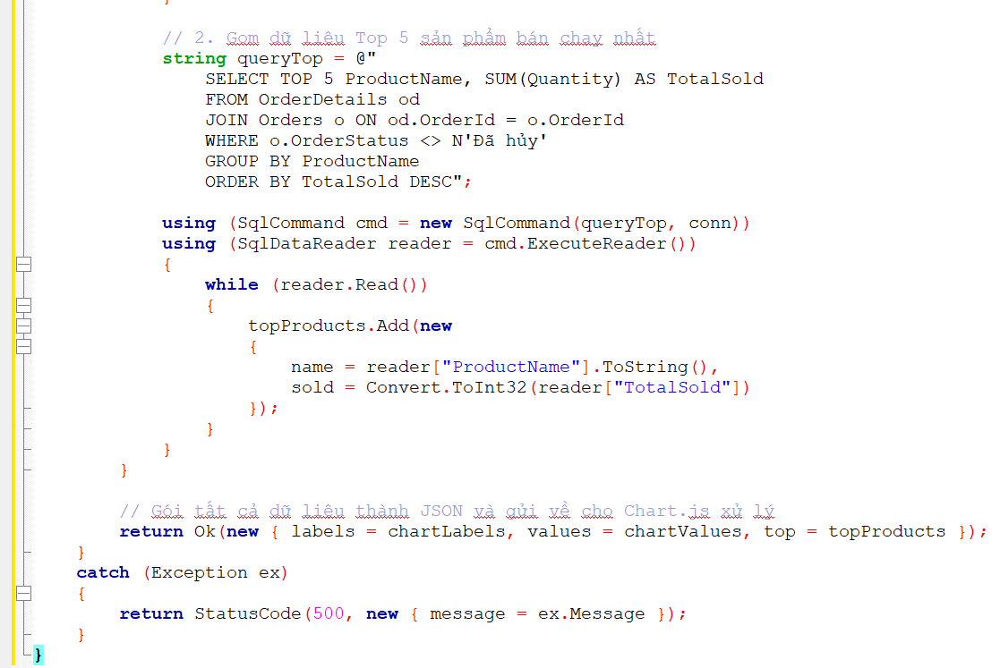 }
// 2. Gom dữ liệu Top 5 sản phẩm bán chạy nhất
string queryTop = @"
SELECT TOP 5 ProductName, SUM(Quantity) AS TotalSold
FROM OrderDetails od
JOIN Orders o ON od.OrderId = o.OrderId
WHERE o.OrderStatus <> N'Đã hủy'
GROUP BY ProductName
ORDER BY TotalSold DESC";
using (SqlCommand cmd = new SqlCommand(queryTop, conn))
using (SqlDataReader reader = cmd.ExecuteReader())
{
while (reader.Read())
{
topProducts.Add(new
{
name = reader["ProductName"].ToString(),
sold = Convert.ToInt32(reader["TotalSold"])
});
}
}
}
// Gói tất cả dữ liệu thành JSON và gửi về cho Chart.js xử lý
return Ok(new { labels = chartLabels, values = chartValues, top = topProducts });
}
catch (Exception ex)
{
return StatusCode(500, new { message = ex.Message });
}
}